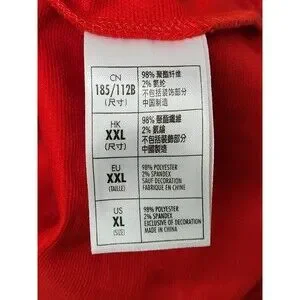 CN
185/112B
(尺寸)
98% 聚酯纤维
2% 氨纶
不包括装饰部分
中国制造
HK
XXL
(尺寸)
98% 聚酯纖維
2% 氨綸
不包括裝飾部分
中國製造
EU
XXL
(TAILLE)
98% POLYESTER
2% SPANDEX
SAUF DECORATION
FABRIQUE EN CHINE
US
XL
(SIZE)
98% POLYESTER
2% SPANDEX
EXCLUSIVE OF DECORATION
MADE IN CHINA